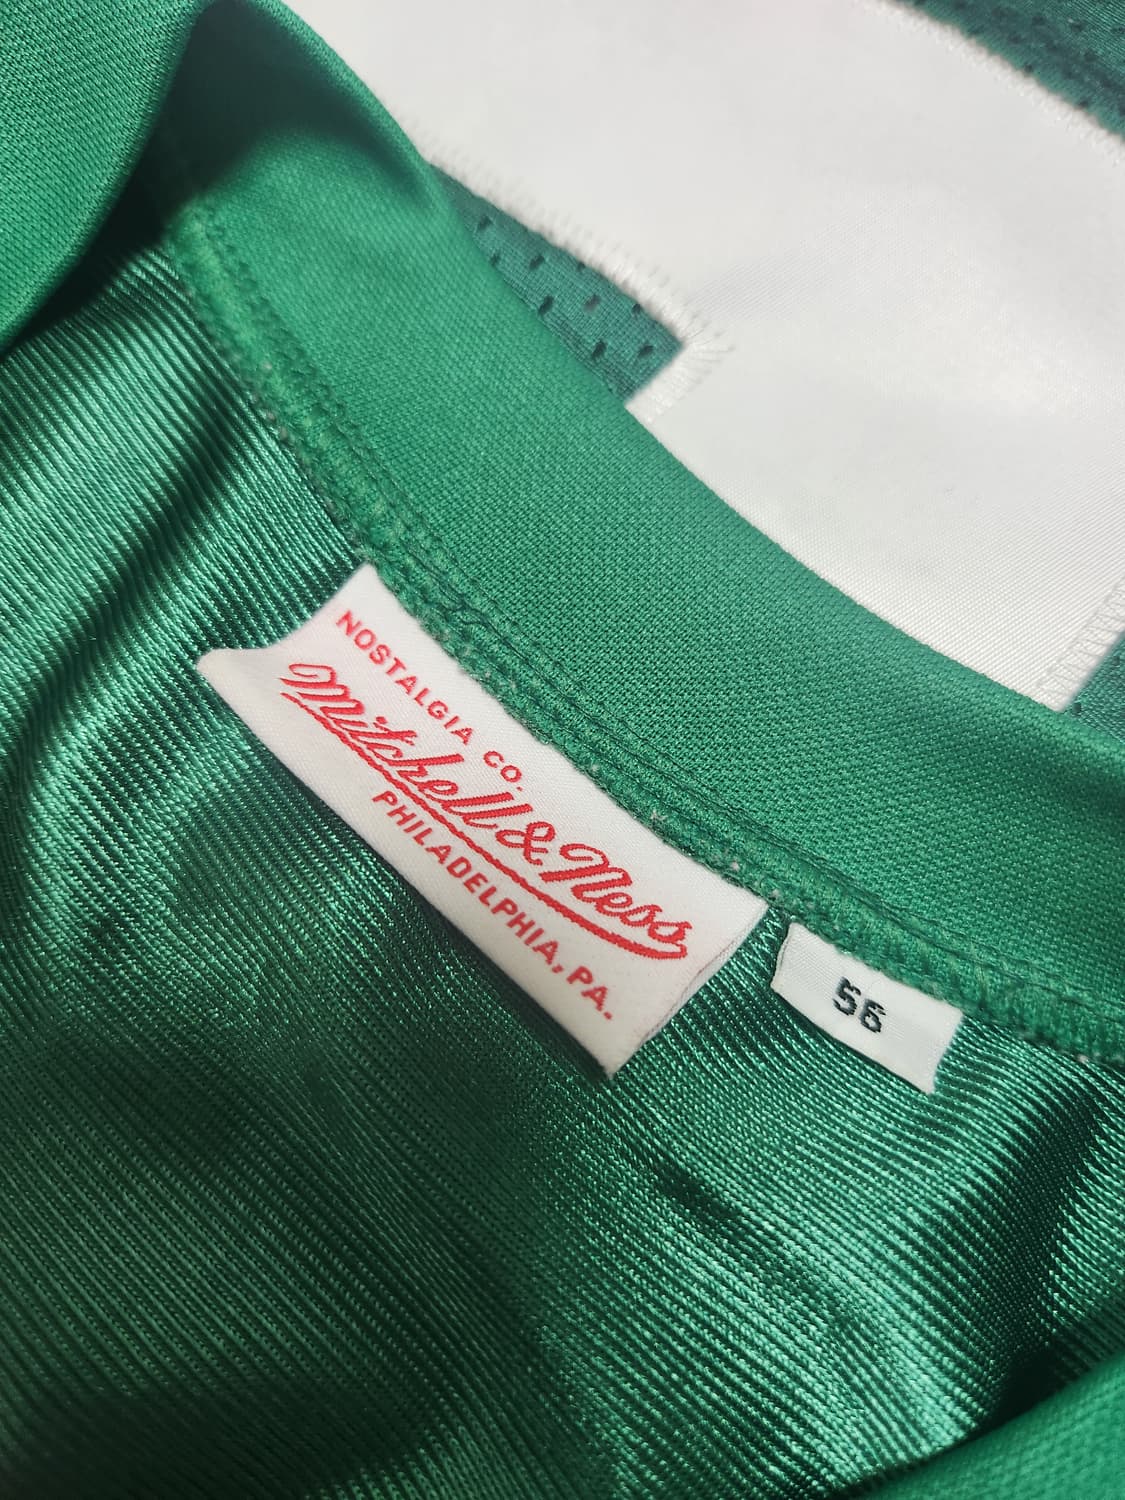 NOSTALGIA CO.
Mitchell & Ness
PHILADELPHIA, PA.
56